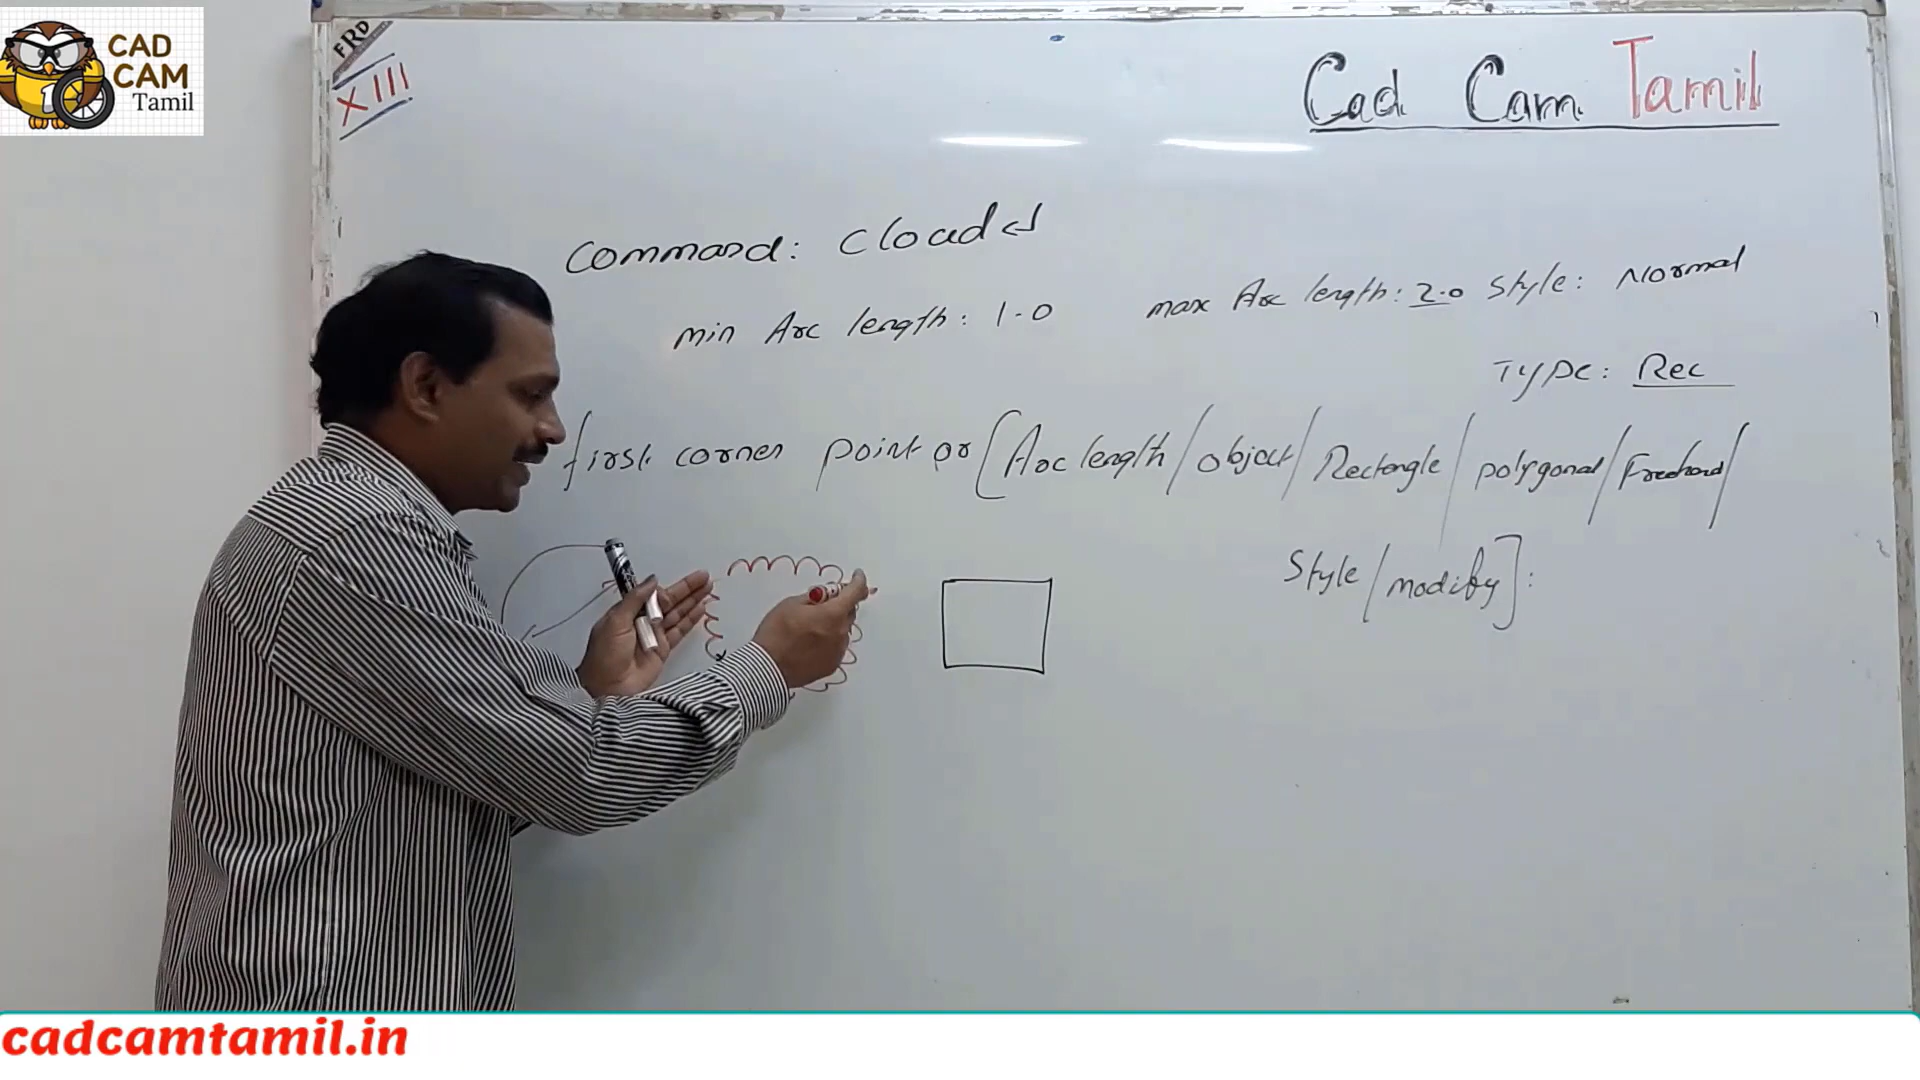 CAD
CAM
Tamil
FRD
XIII
Cad Cam Tamil
Command: Cloud ↵
min Arc length: 1.0 max Arc length: 2.0 Style: Normal
Type: Rec
first corner point or [Arc length/object/Rectangle/polygonal/Freehand/
Style/modify]:
cadcamtamil.in